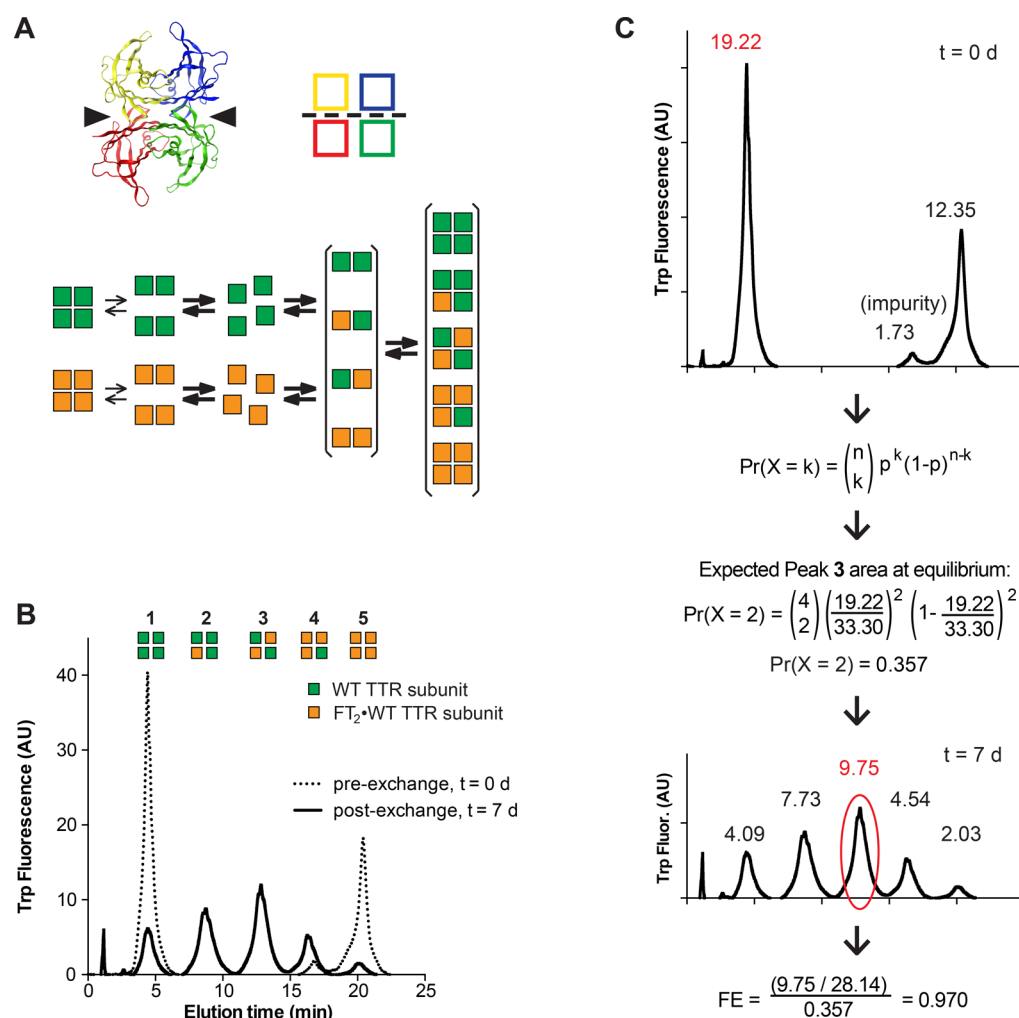 A
B
1 2 3 4 5
WT TTR subunit
FT₂•WT TTR subunit
pre-exchange, t = 0 d
post-exchange, t = 7 d
Trp Fluorescence (AU)
40
30
20
10
0
0 5 10 15 20 25
Elution time (min)
C
19.22
t = 0 d
12.35
(impurity)
1.73
Trp Fluorescence (AU)
Pr(X = k) = (n k) p^k (1-p)^n-k
Expected Peak 3 area at equilibrium:
Pr(X = 2) = (4 2) (19.22/33.30)² (1- 19.22/33.30)²
Pr(X = 2) = 0.357
t = 7 d
9.75
7.73
4.54
4.09
2.03
Trp Fluor. (AU)
FE = (9.75 / 28.14) / 0.357 = 0.970